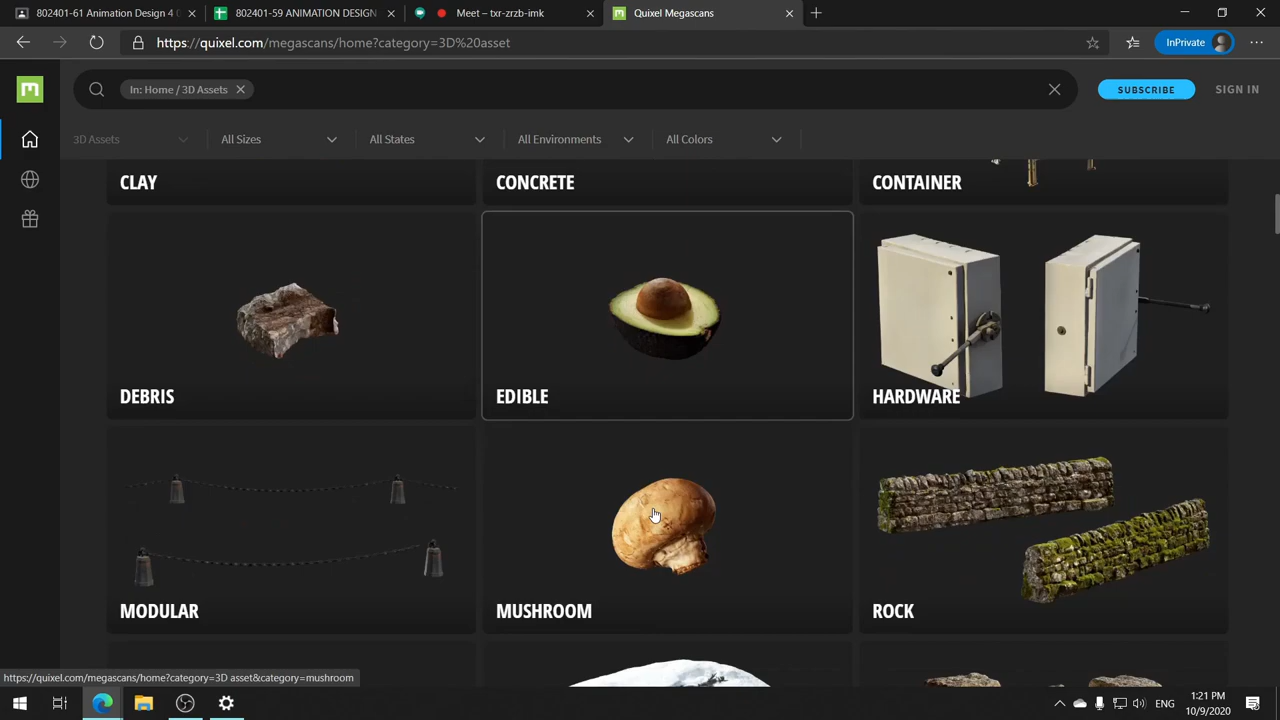 802401-61 Animation Design 4 (
802401-59 ANIMATION DESIGN
Meet – txr-zrzb-imk
Quixel Megascans
https://quixel.com/megascans/home?category=3D%20asset
InPrivate
In: Home / 3D Assets
SUBSCRIBE
SIGN IN
3D Assets
All Sizes
All States
All Environments
All Colors
CLAY
CONCRETE
CONTAINER
DEBRIS
EDIBLE
HARDWARE
MODULAR
MUSHROOM
ROCK
https://quixel.com/megascans/home?category=3D asset&category=mushroom
ENG
1:21 PM
10/9/2020